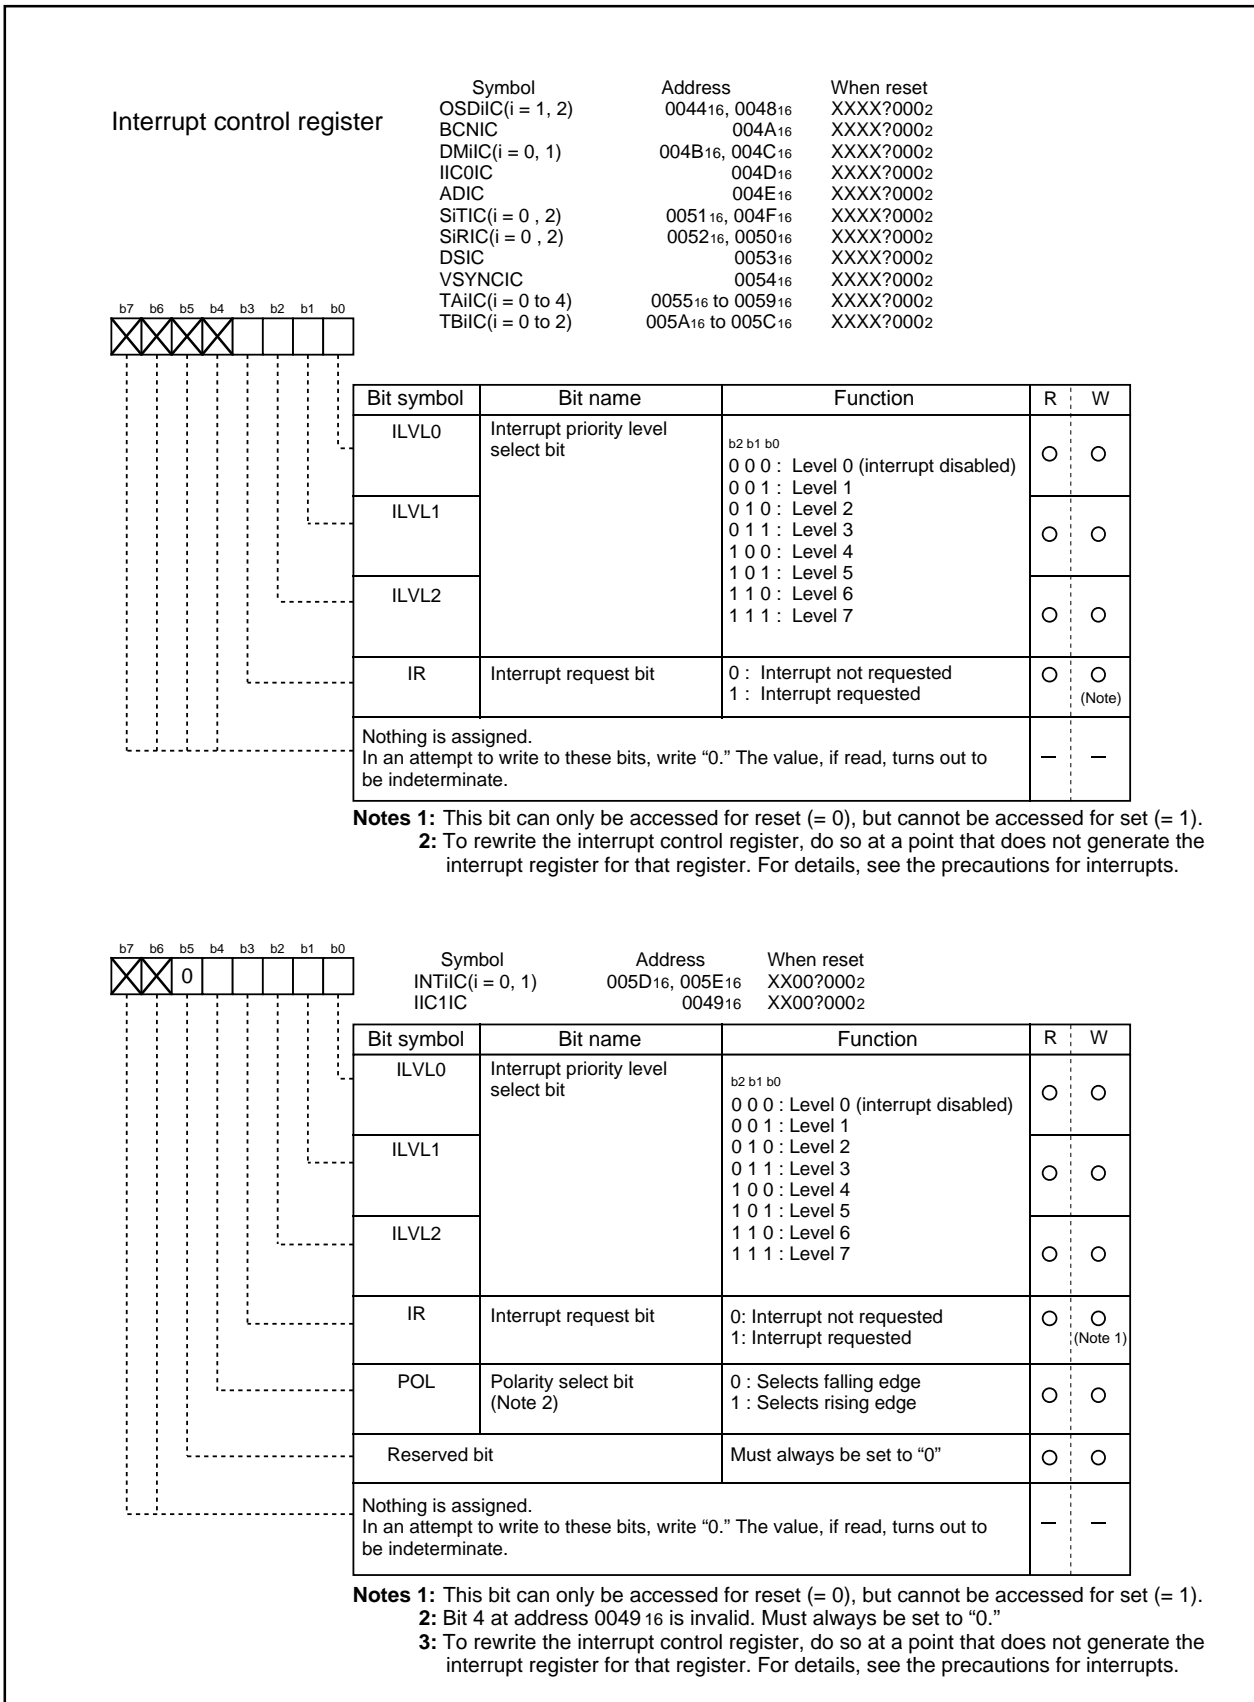 Interrupt control register
Symbol Address When reset
OSDiIC(i = 1, 2) 004416, 004816 XXXX?0002
BCNIC 004A16 XXXX?0002
DMiIC(i = 0, 1) 004B16, 004C16 XXXX?0002
IIC0IC 004D16 XXXX?0002
ADIC 004E16 XXXX?0002
SiTIC(i = 0 , 2) 005116, 004F16 XXXX?0002
SiRIC(i = 0 , 2) 005216, 005016 XXXX?0002
DSIC 005316 XXXX?0002
VSYNCIC 005416 XXXX?0002
TAiIC(i = 0 to 4) 005516 to 005916 XXXX?0002
TBiIC(i = 0 to 2) 005A16 to 005C16 XXXX?0002
b7 b6 b5 b4 b3 b2 b1 b0
Bit symbol Bit name Function R W
ILVL0 Interrupt priority level
select bit
b2 b1 b0
0 0 0 : Level 0 (interrupt disabled)
0 0 1 : Level 1
ILVL1 0 1 0 : Level 2
0 1 1 : Level 3
1 0 0 : Level 4
1 0 1 : Level 5
ILVL2 1 1 0 : Level 6
1 1 1 : Level 7
IR Interrupt request bit 0 : Interrupt not requested
1 : Interrupt requested (Note)
Nothing is assigned.
In an attempt to write to these bits, write “0.” The value, if read, turns out to
be indeterminate.
Notes 1: This bit can only be accessed for reset (= 0), but cannot be accessed for set (= 1).
2: To rewrite the interrupt control register, do so at a point that does not generate the
interrupt register for that register. For details, see the precautions for interrupts.
b7 b6 b5 b4 b3 b2 b1 b0
0
Symbol Address When reset
INTiIC(i = 0, 1) 005D16, 005E16 XX00?0002
IIC1IC 004916 XX00?0002
Bit symbol Bit name Function R W
ILVL0 Interrupt priority level
select bit
b2 b1 b0
0 0 0 : Level 0 (interrupt disabled)
0 0 1 : Level 1
ILVL1 0 1 0 : Level 2
0 1 1 : Level 3
1 0 0 : Level 4
1 0 1 : Level 5
ILVL2 1 1 0 : Level 6
1 1 1 : Level 7
IR Interrupt request bit 0: Interrupt not requested
1: Interrupt requested (Note 1)
POL Polarity select bit 0 : Selects falling edge
(Note 2) 1 : Selects rising edge
Reserved bit Must always be set to “0”
Nothing is assigned.
In an attempt to write to these bits, write “0.” The value, if read, turns out to
be indeterminate.
Notes 1: This bit can only be accessed for reset (= 0), but cannot be accessed for set (= 1).
2: Bit 4 at address 004916 is invalid. Must always be set to “0.”
3: To rewrite the interrupt control register, do so at a point that does not generate the
interrupt register for that register. For details, see the precautions for interrupts.